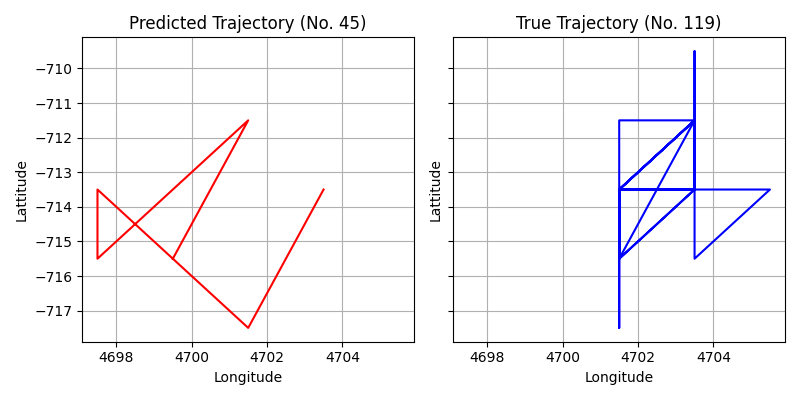 Predicted Trajectory (No. 45)
True Trajectory (No. 119)
−710
−711
−712
−713
−714
−715
−716
−717
Lattitude
Lattitude
4698 4700 4702 4704
4698 4700 4702 4704
Longitude
Longitude